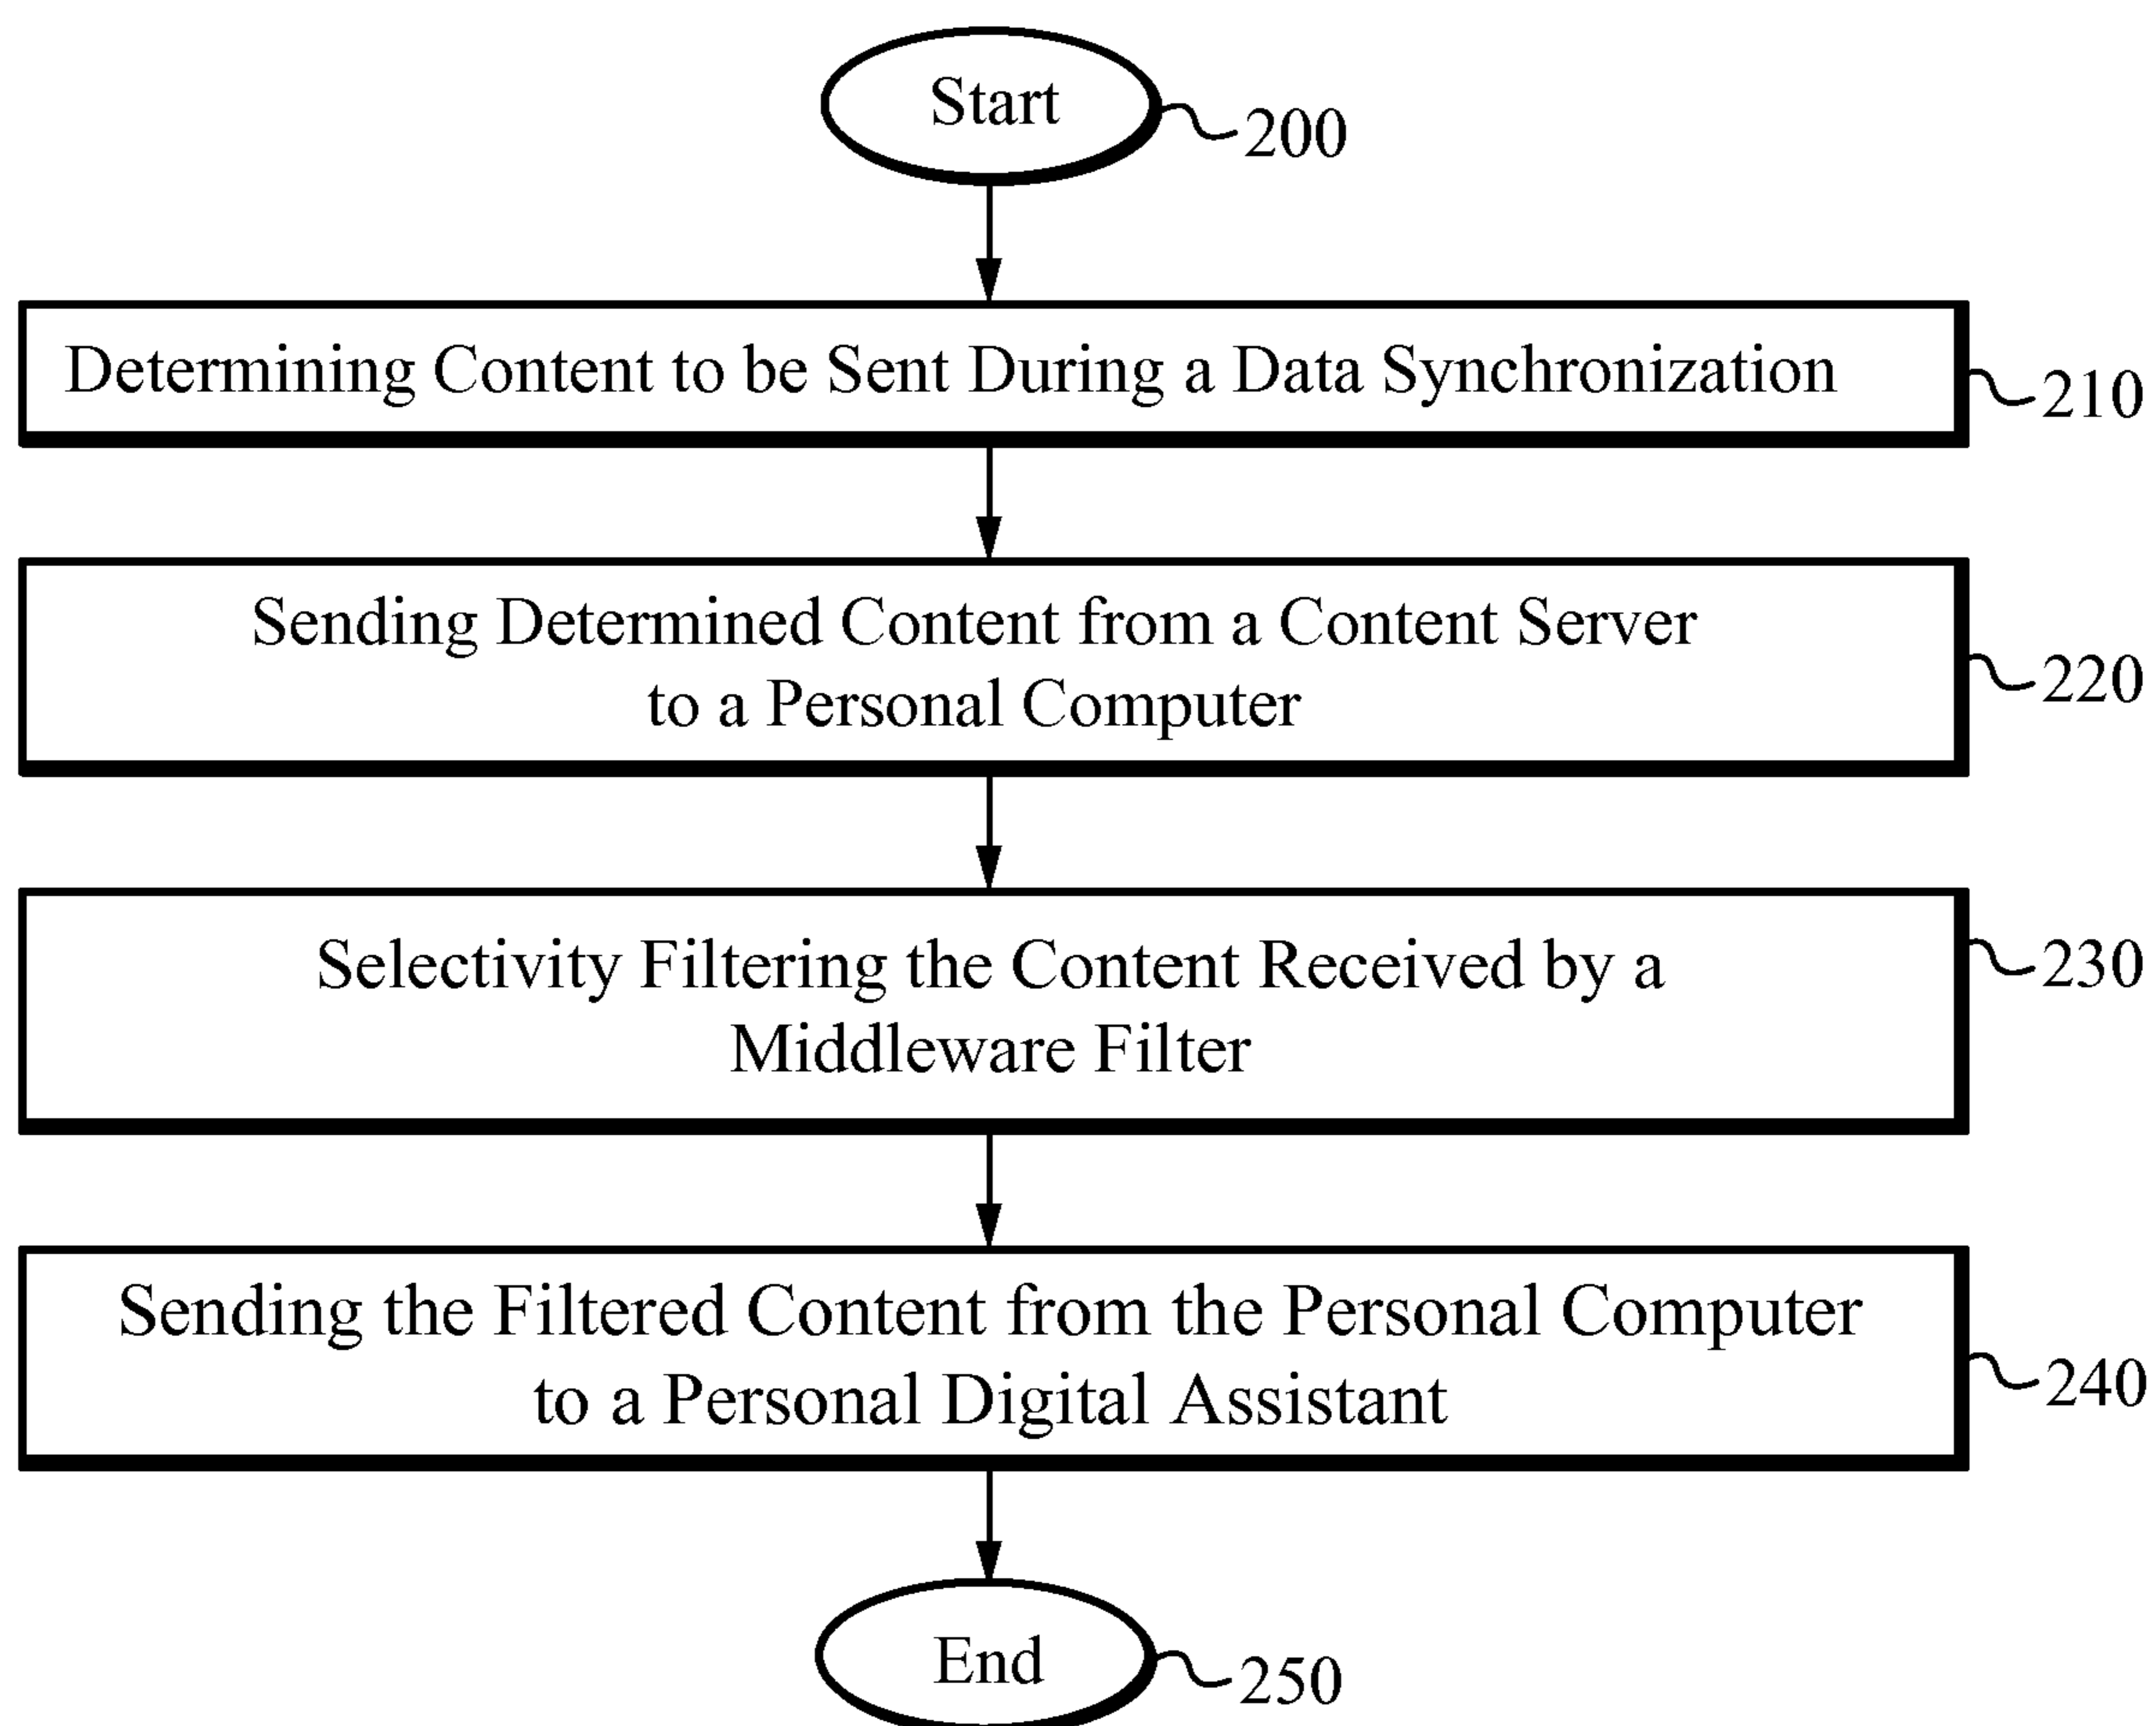 Start
200
Determining Content to be Sent During a Data Synchronization
210
Sending Determined Content from a Content Server
to a Personal Computer
220
Selectivity Filtering the Content Received by a
Middleware Filter
230
Sending the Filtered Content from the Personal Computer
to a Personal Digital Assistant
240
End
250